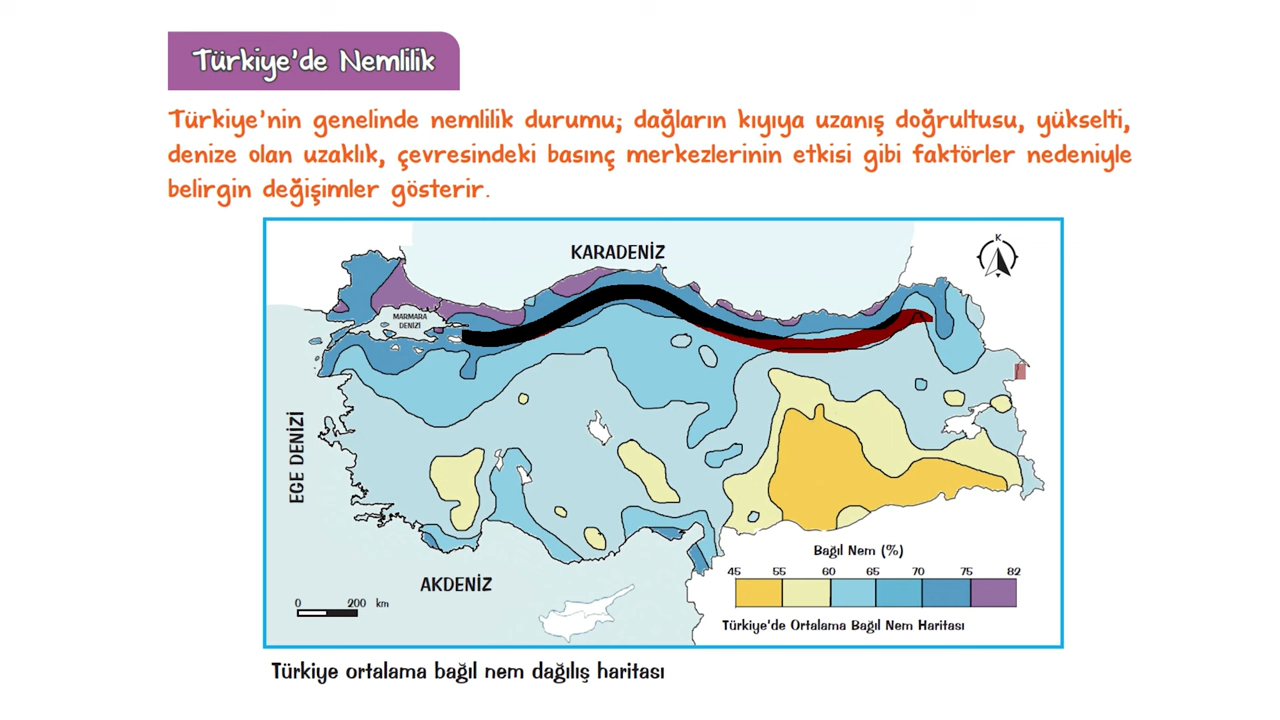 Türkiye'de Nemlilik
Türkiye'nin genelinde nemlilik durumu; dağların kıyıya uzanış doğrultusu, yükselti,
denize olan uzaklık, çevresindeki basınç merkezlerinin etkisi gibi faktörler nedeniyle
belirgin değişimler gösterir.
KARADENİZ
K
MARMARA
DENİZİ
EGE DENİZİ
AKDENİZ
0 200 km
Bağıl Nem (%)
45 55 60 65 70 75 82
Türkiye'de Ortalama Bağıl Nem Haritası
Türkiye ortalama bağıl nem dağılış haritası